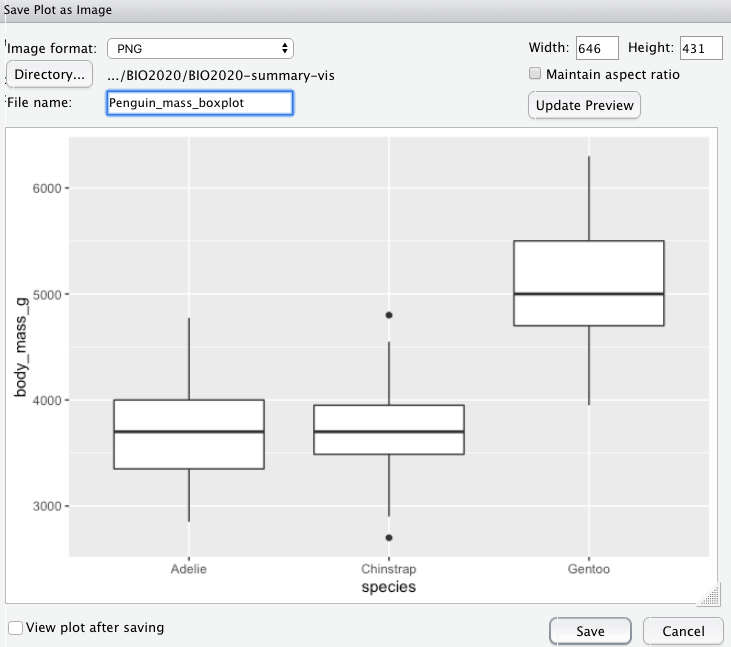 Save Plot as Image
Image format: PNG
Width: 646 Height: 431
Directory... .../BIO2020/BIO2020-summary-vis
Maintain aspect ratio
File name: Penguin_mass_boxplot
Update Preview
6000
5000
4000
3000
body_mass_g
Adelie Chinstrap Gentoo
species
View plot after saving
Save Cancel